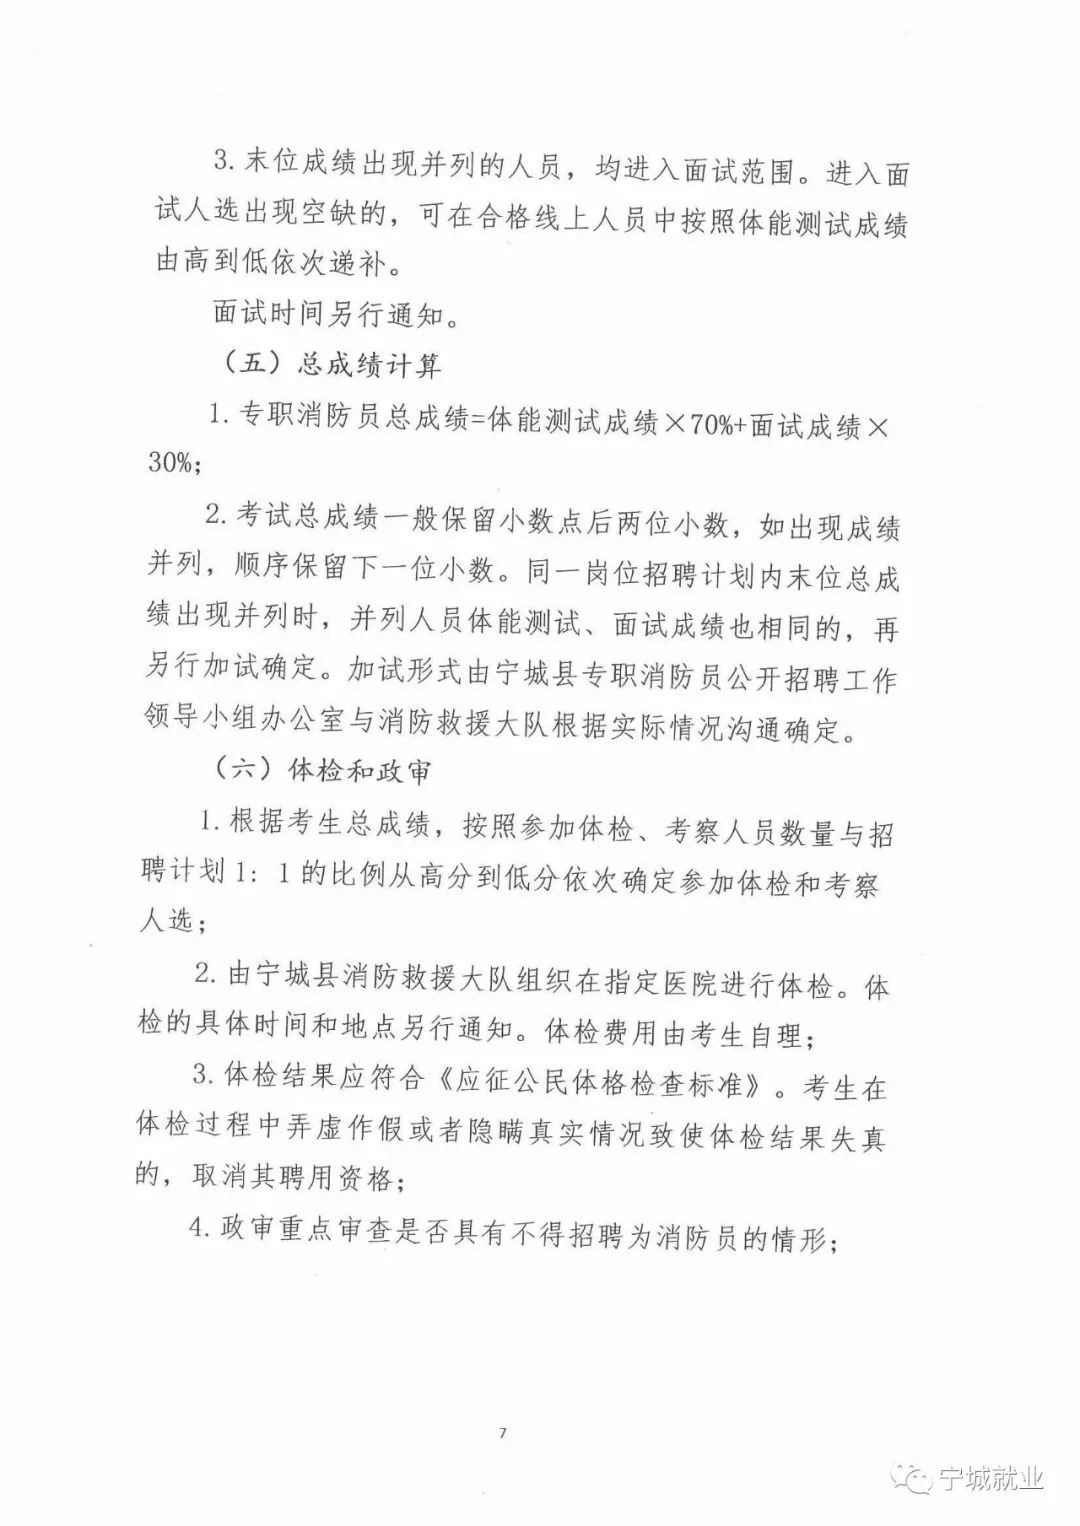 3.末位成绩出现并列的人员，均进入面试范围。进入面
试人选出现空缺的，可在合格线上人员中按照体能测试成绩
由高到低依次递补。
面试时间另行通知。
（五）总成绩计算
1.专职消防员总成绩=体能测试成绩×70%+面试成绩×
30%；
2.考试总成绩一般保留小数点后两位小数，如出现成绩
并列，顺序保留下一位小数。同一岗位招聘计划内末位总成
绩出现并列时，并列人员体能测试、面试成绩也相同的，再
另行加试确定。加试形式由宁城县专职消防员公开招聘工作
领导小组办公室与消防救援大队根据实际情况沟通确定。
（六）体检和政审
1.根据考生总成绩，按照参加体检、考察人员数量与招
聘计划1：1的比例从高分到低分依次确定参加体检和考察
人选；
2.由宁城县消防救援大队组织在指定医院进行体检。体
检的具体时间和地点另行通知。体检费用由考生自理；
3.体检结果应符合《应征公民体格检查标准》。考生在
体检过程中弄虚作假或者隐瞒真实情况致使体检结果失真
的，取消其聘用资格；
4.政审重点审查是否具有不得招聘为消防员的情形；
7
宁城就业